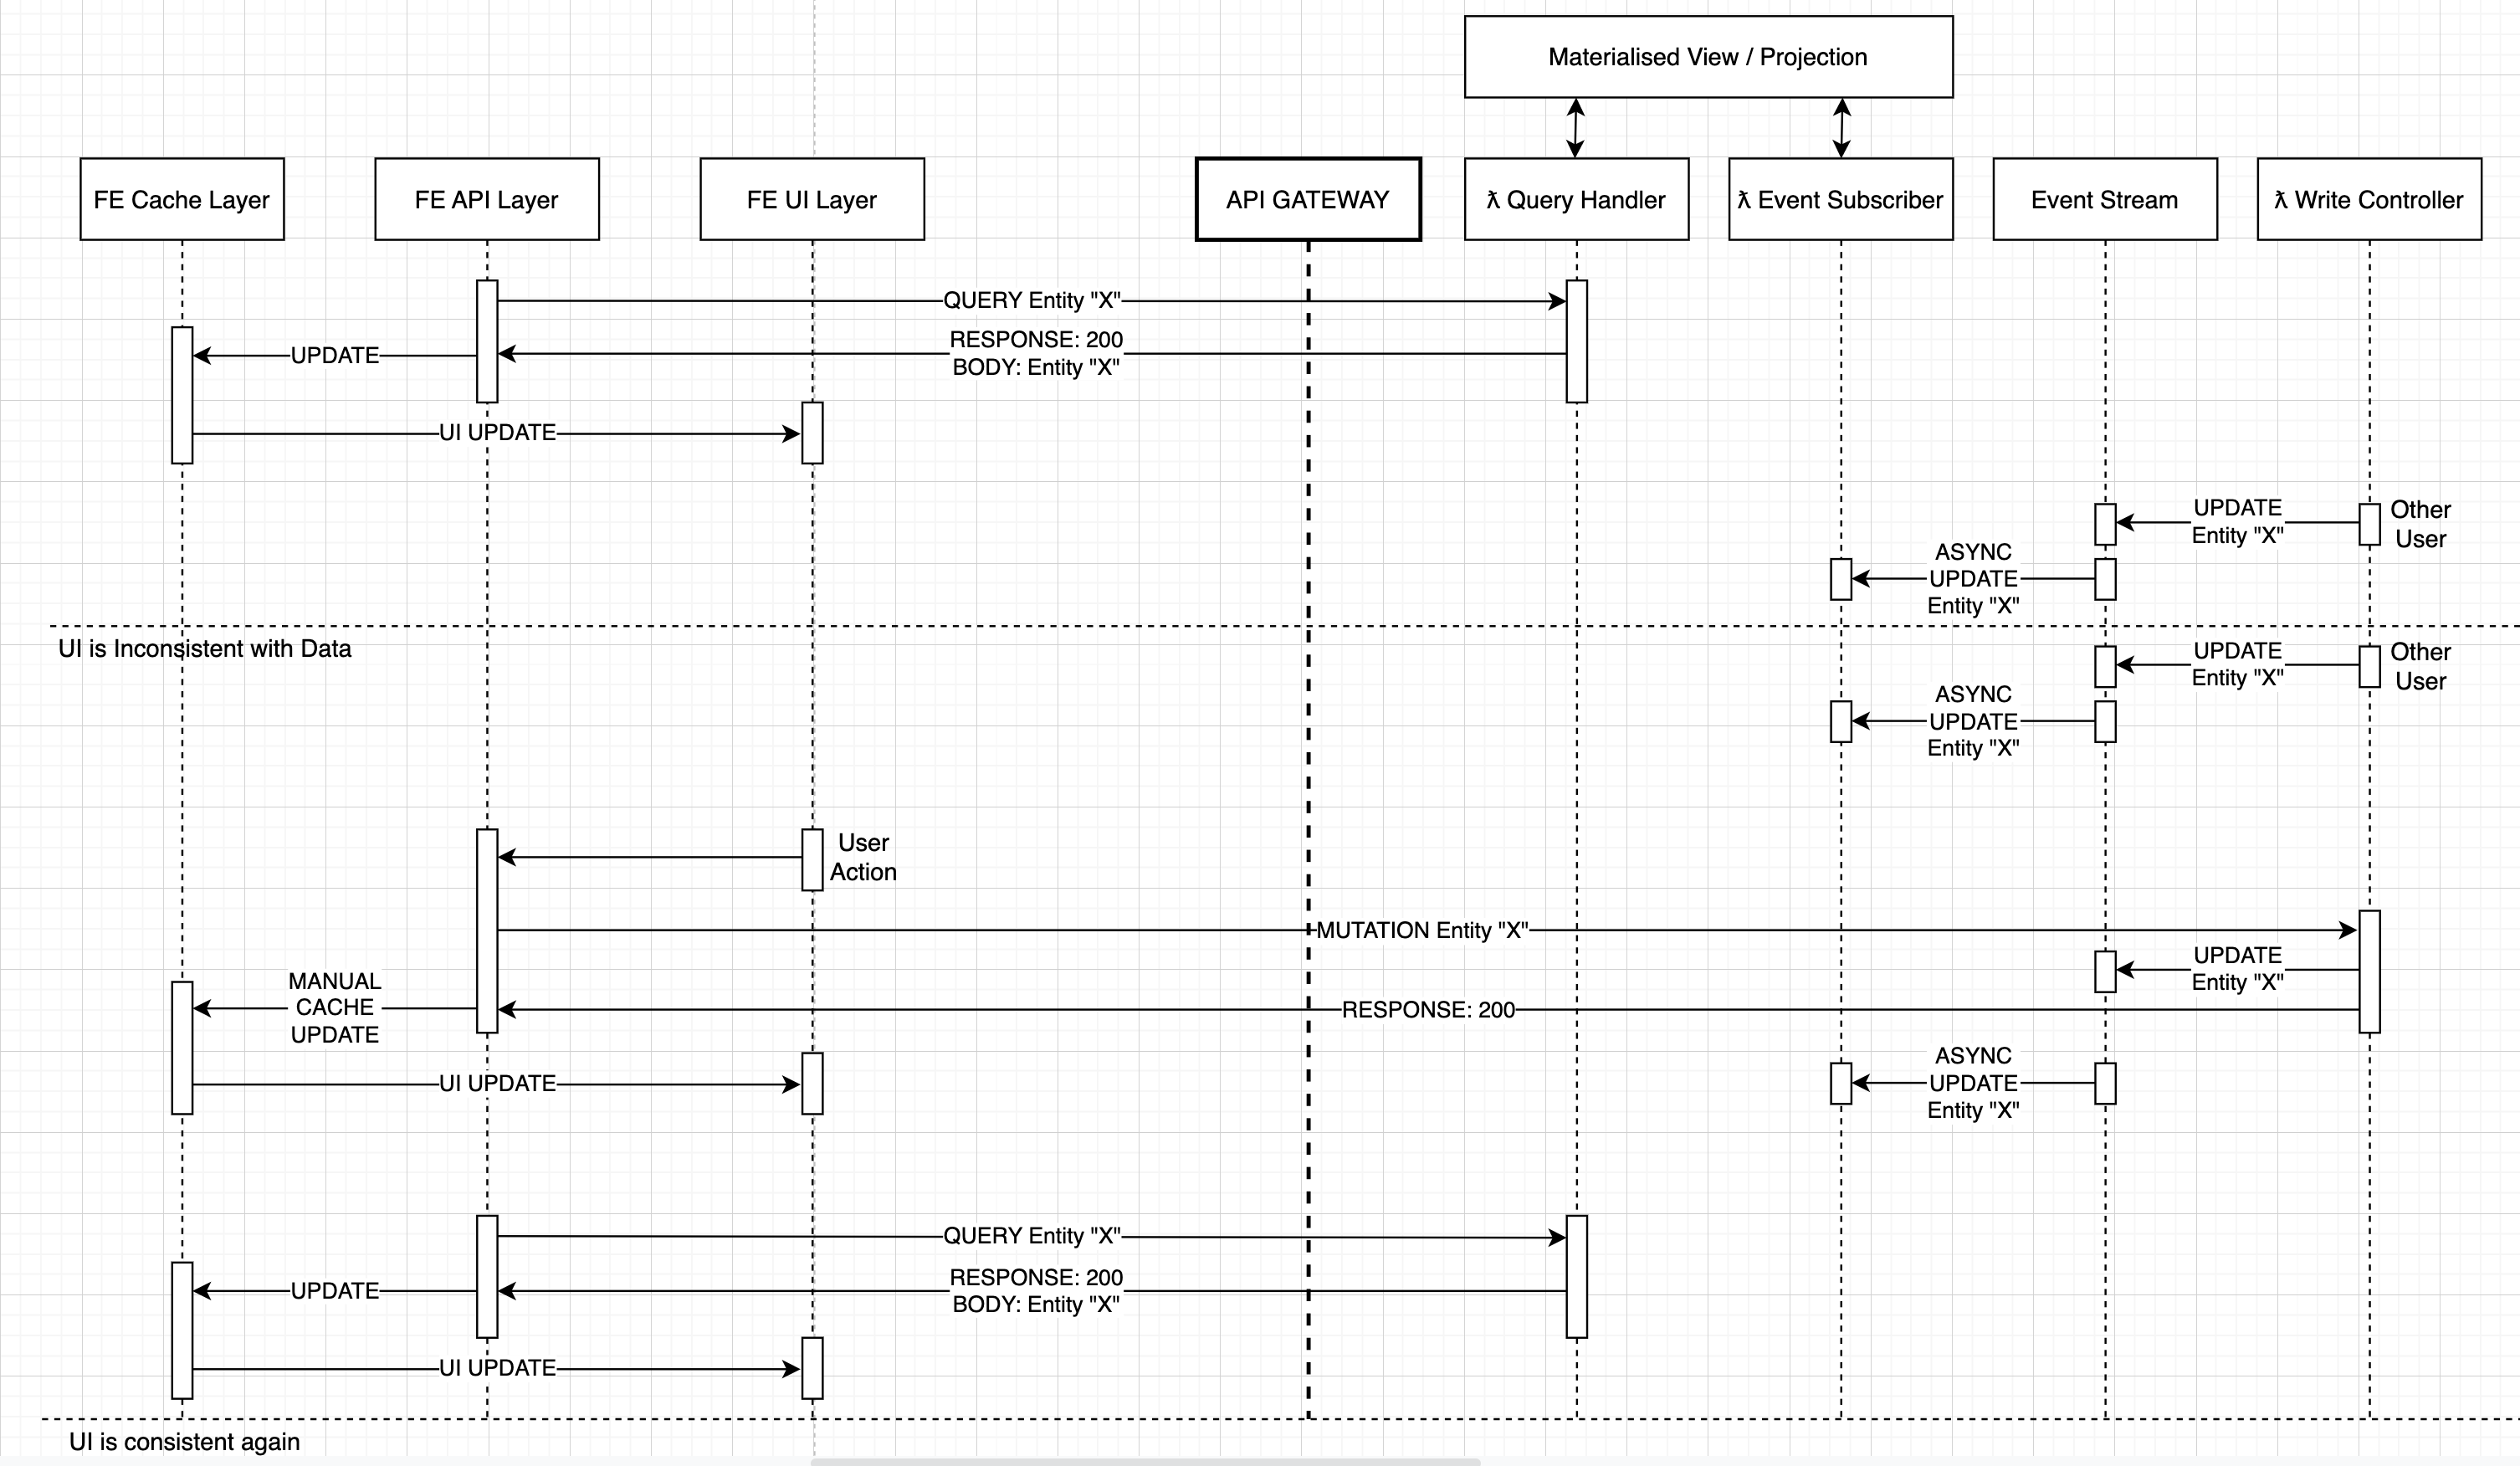 Materialised View / Projection
FE Cache Layer
FE API Layer
FE UI Layer
API GATEWAY
ƛ Query Handler
ƛ Event Subscriber
Event Stream
ƛ Write Controller
QUERY Entity "X"
RESPONSE: 200
BODY: Entity "X"
UPDATE
UI UPDATE
UPDATE
Entity "X"
Other
User
ASYNC
UPDATE
Entity "X"
UI is Inconsistent with Data
UPDATE
Entity "X"
Other
User
ASYNC
UPDATE
Entity "X"
User
Action
MUTATION Entity "X"
UPDATE
Entity "X"
MANUAL
CACHE
UPDATE
RESPONSE: 200
UI UPDATE
ASYNC
UPDATE
Entity "X"
QUERY Entity "X"
RESPONSE: 200
BODY: Entity "X"
UPDATE
UI UPDATE
UI is consistent again